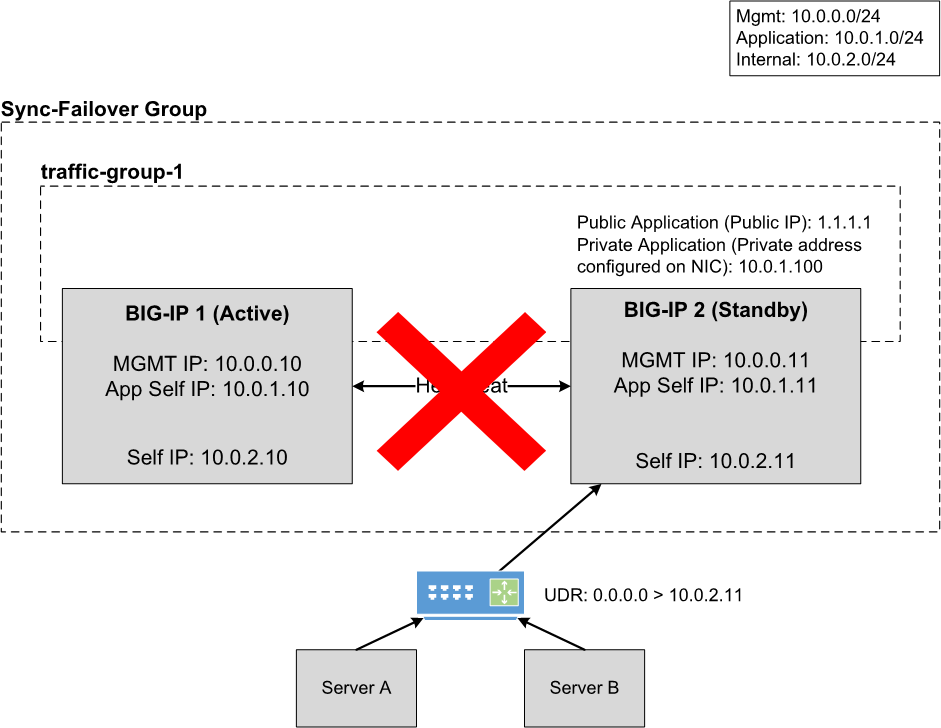 Mgmt: 10.0.0.0/24
Application: 10.0.1.0/24
Internal: 10.0.2.0/24
Sync-Failover Group
traffic-group-1
Public Application (Public IP): 1.1.1.1
Private Application (Private address
configured on NIC): 10.0.1.100
BIG-IP 1 (Active)
MGMT IP: 10.0.0.10
App Self IP: 10.0.1.10
Self IP: 10.0.2.10
BIG-IP 2 (Standby)
MGMT IP: 10.0.0.11
App Self IP: 10.0.1.11
Self IP: 10.0.2.11
UDR: 0.0.0.0 > 10.0.2.11
Server A
Server B